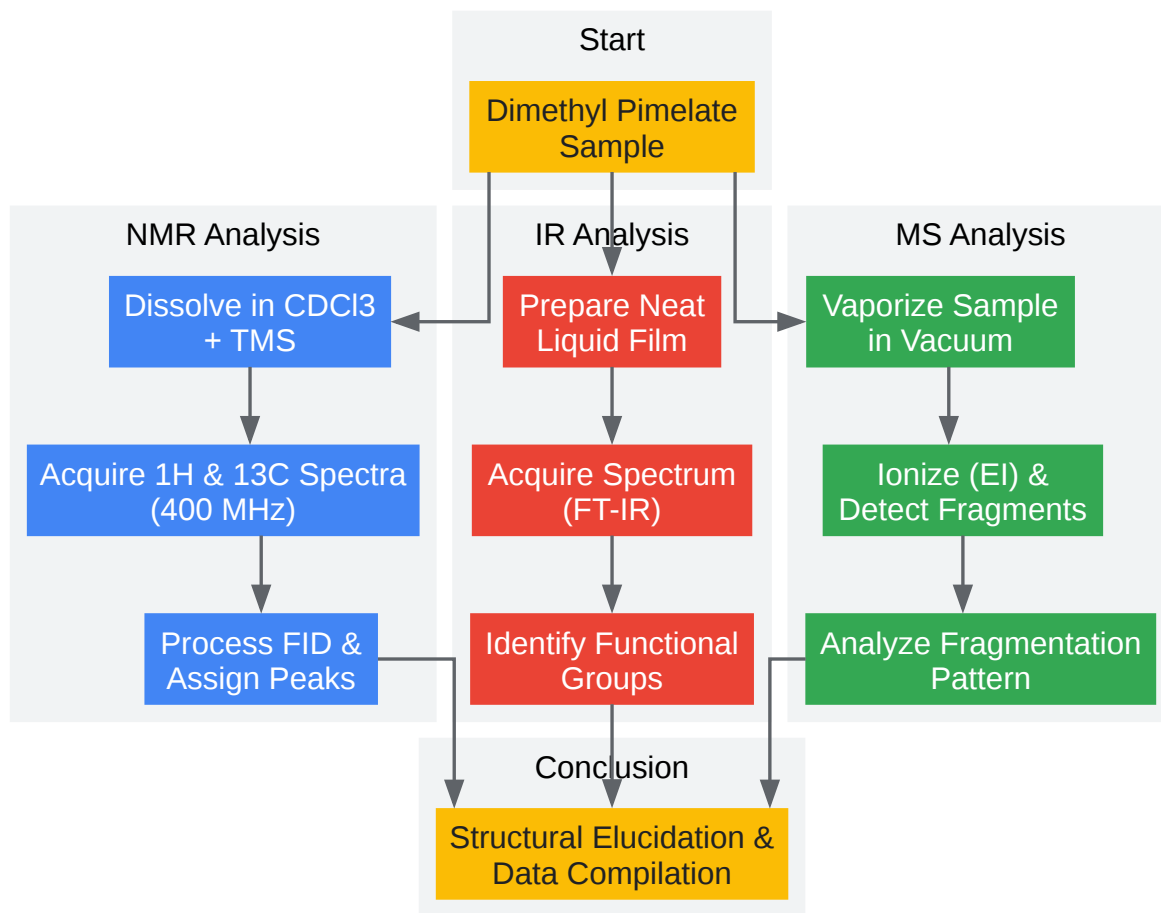 Start
Dimethyl Pimelate
Sample
NMR Analysis
Dissolve in CDCl3
+ TMS
Acquire 1H & 13C Spectra
(400 MHz)
Process FID &
Assign Peaks
IR Analysis
Prepare Neat
Liquid Film
Acquire Spectrum
(FT-IR)
Identify Functional
Groups
MS Analysis
Vaporize Sample
in Vacuum
Ionize (EI) &
Detect Fragments
Analyze Fragmentation
Pattern
Conclusion
Structural Elucidation &
Data Compilation